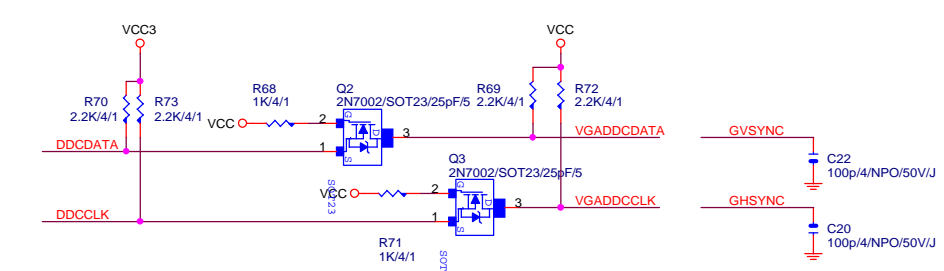 VCC3
VCC
R70
2.2K/4/1
R73
2.2K/4/1
R68
1K/4/1
Q2
2N7002/SOT23/25pF/5
R69
2.2K/4/1
R72
2.2K/4/1
VCC
2
G
D
S
3
1
DDCDATA
VGADDCDATA
GVSYNC
C22
100p/4/NPO/50V/J
Q3
2N7002/SOT23/25pF/5
SOT23
VCC
2
G
D
S
3
1
DDCCLK
VGADDCCLK
GHSYNC
C20
100p/4/NPO/50V/J
R71
1K/4/1
SOT